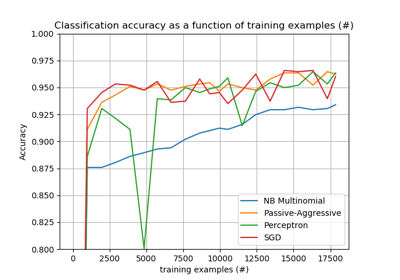 Classification accuracy as a function of training examples (#)
1.000
0.975
0.950
0.925
0.900
0.875
0.850
0.825
0.800
Accuracy
0 2500 5000 7500 10000 12500 15000 17500
training examples (#)
NB Multinomial
Passive-Aggressive
Perceptron
SGD